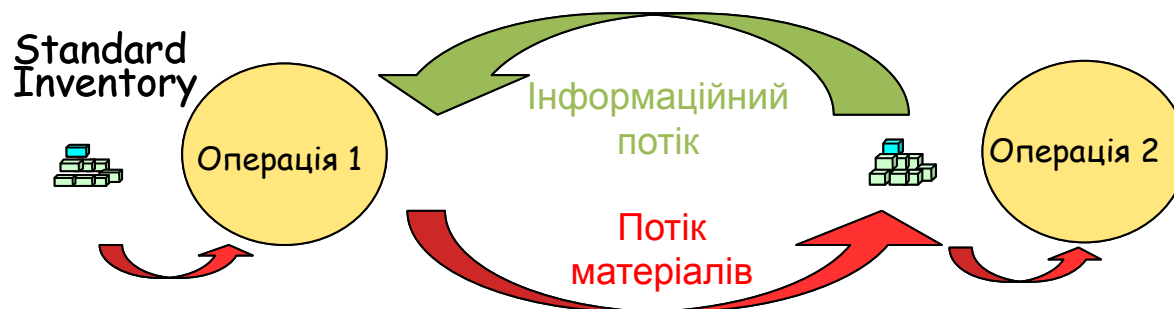 Standard
Inventory
Операція 1
Інформаційний
потік
Операція 2
Потік
матеріалів